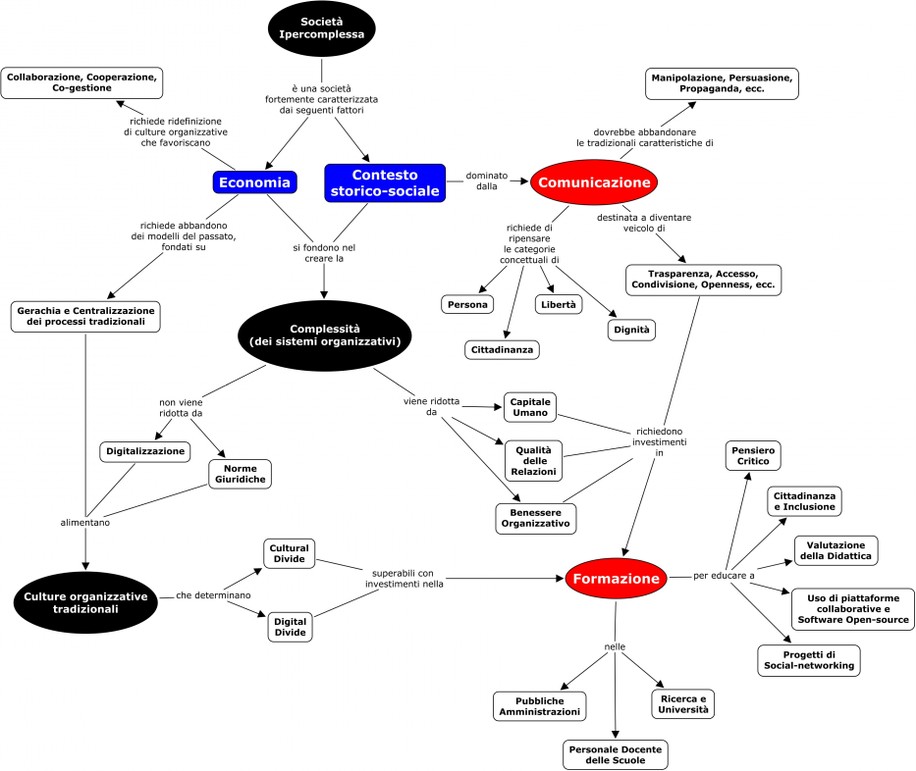 Società
Ipercomplessa
è una società
fortemente caratterizzata
dai seguenti fattori
Collaborazione, Cooperazione,
Co-gestione
richiede ridefinizione
di culture organizzative
che favoriscano
Manipolazione, Persuasione,
Propaganda, ecc.
dovrebbe abbandonare
le tradizionali caratteristiche di
Economia
Contesto
storico-sociale
dominato
dalla
Comunicazione
richiede abbandono
dei modelli del passato,
fondati su
si fondono nel
creare la
richiede di
ripensare
le categorie
concettuali di
destinata a diventare
veicolo di
Trasparenza, Accesso,
Condivisione, Openness, ecc.
Persona
Libertà
Dignità
Cittadinanza
Gerachia e Centralizzazione
dei processi tradizionali
Complessità
(dei sistemi organizzativi)
non viene
ridotta da
viene ridotta
da
Capitale
Umano
Qualità
delle
Relazioni
Benessere
Organizzativo
richiedono
investimenti
in
Digitalizzazione
Norme
Giuridiche
alimentano
Pensiero
Critico
Cittadinanza
e Inclusione
Valutazione
della Didattica
Uso di piattaforme
collaborative e
Software Open-source
Progetti di
Social-networking
Culture organizzative
tradizionali
che determinano
Cultural
Divide
Digital
Divide
superabili con
investimenti nella
Formazione
per educare a
nelle
Pubbliche
Amministrazioni
Ricerca e
Università
Personale Docente
delle Scuole